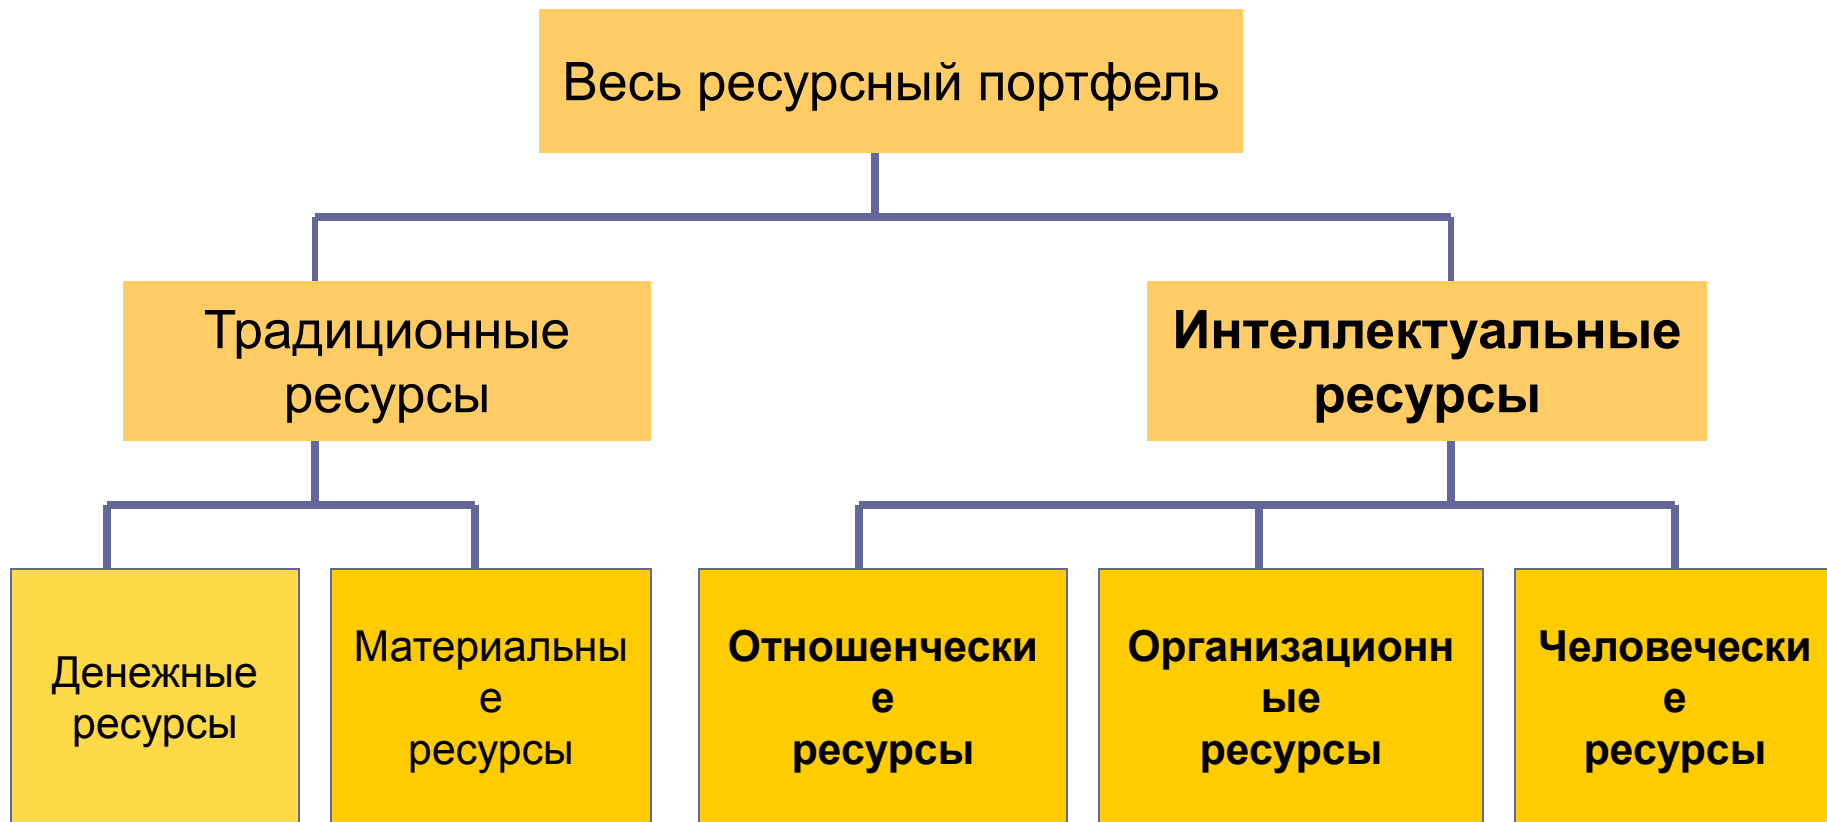 Весь ресурсный портфель
Традиционные
ресурсы
Интеллектуальные
ресурсы
Денежные
ресурсы
Материальны
е
ресурсы
Отношенчески
е
ресурсы
Организационн
ые
ресурсы
Человечески
е
ресурсы